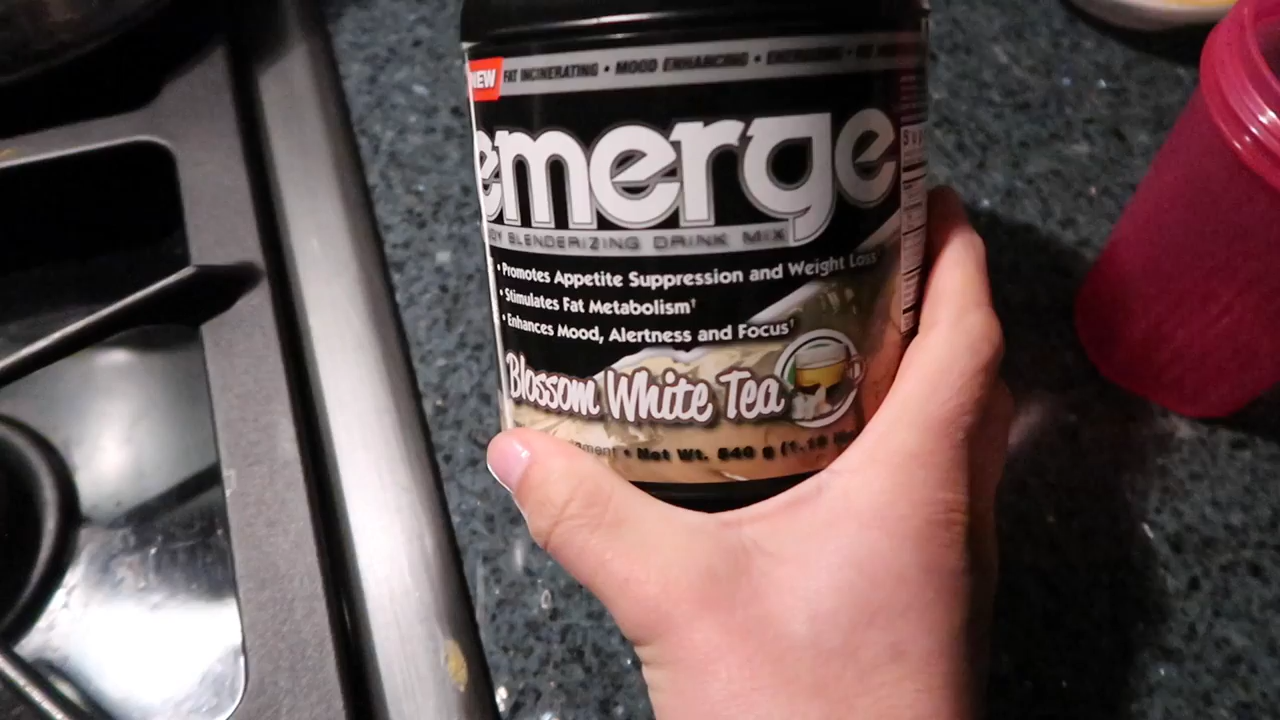 NEW FAT INCINERATING • MOOD ENHANCING •
emerge
BLENDERIZING DRINK MIX
• Promotes Appetite Suppression and Weight Loss
• Stimulates Fat Metabolism†
• Enhances Mood, Alertness and Focus†
Blossom White Tea
• Net Wt. 540 g